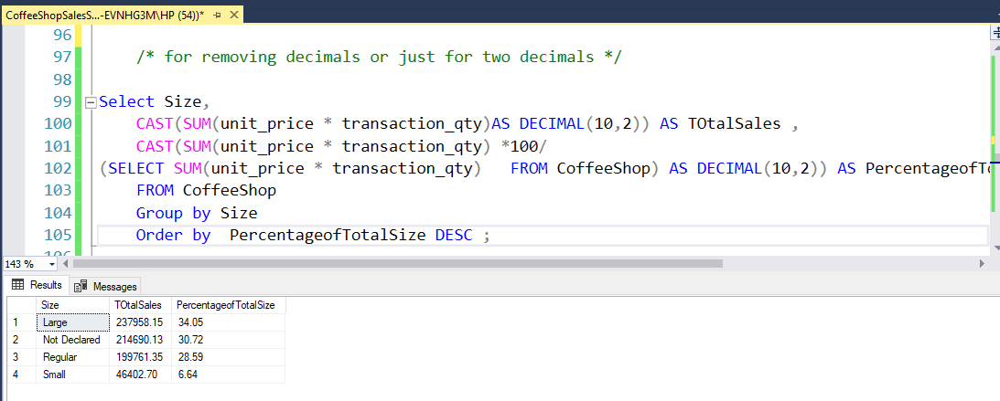 CoffeeShopSalesS...-EVNHG3M\HP (54))*
96
97 /* for removing decimals or just for two decimals */
98
99 Select Size,
100 CAST(SUM(unit_price * transaction_qty)AS DECIMAL(10,2)) AS TOtalSales ,
101 CAST(SUM(unit_price * transaction_qty) *100/
102 (SELECT SUM(unit_price * transaction_qty) FROM CoffeeShop) AS DECIMAL(10,2)) AS PercentageofT
103 FROM CoffeeShop
104 Group by Size
105 Order by PercentageofTotalSize DESC ;
143 %
Results Messages
Size TOtalSales PercentageofTotalSize
1 Large 237958.15 34.05
2 Not Declared 214690.13 30.72
3 Regular 199761.35 28.59
4 Small 46402.70 6.64